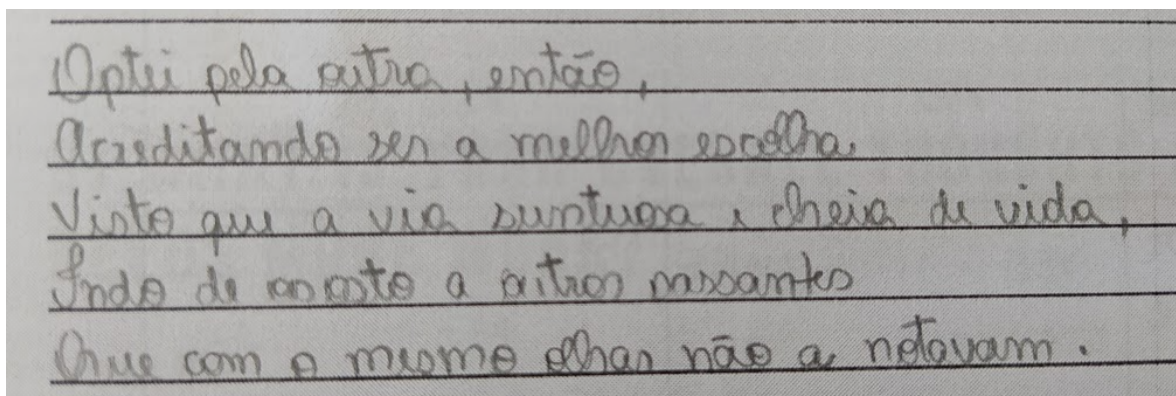 Optei pela outra, então,
Acreditando ser a melhor escolha
Visto que a via suntuosa e cheia de vida,
Indo de oposto a outros passantes
Que com o mesmo olhar não a notavam.